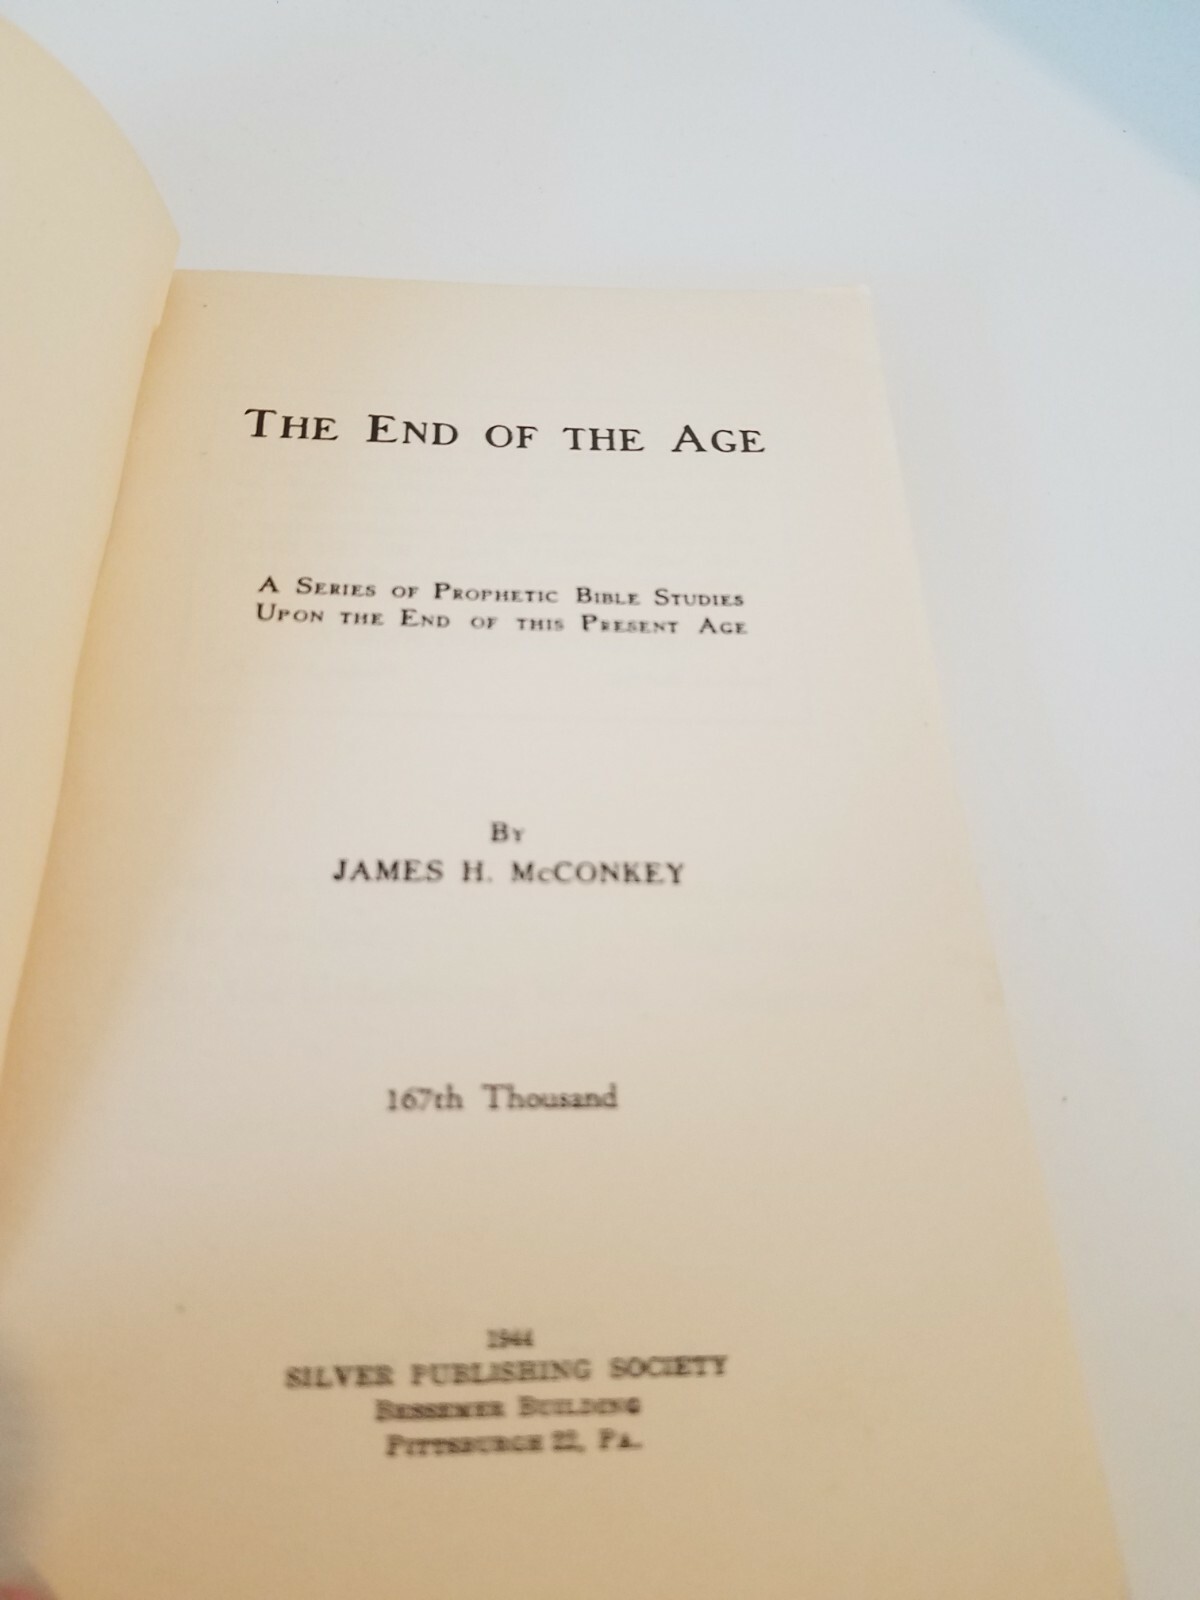 The End of the Age
A Series of Prophetic Bible Studies
Upon the End of this Present Age
By
JAMES H. McCONKEY
167th Thousand
1944
SILVER PUBLISHING SOCIETY
Bessemer Building
Pittsburgh 22, Pa.